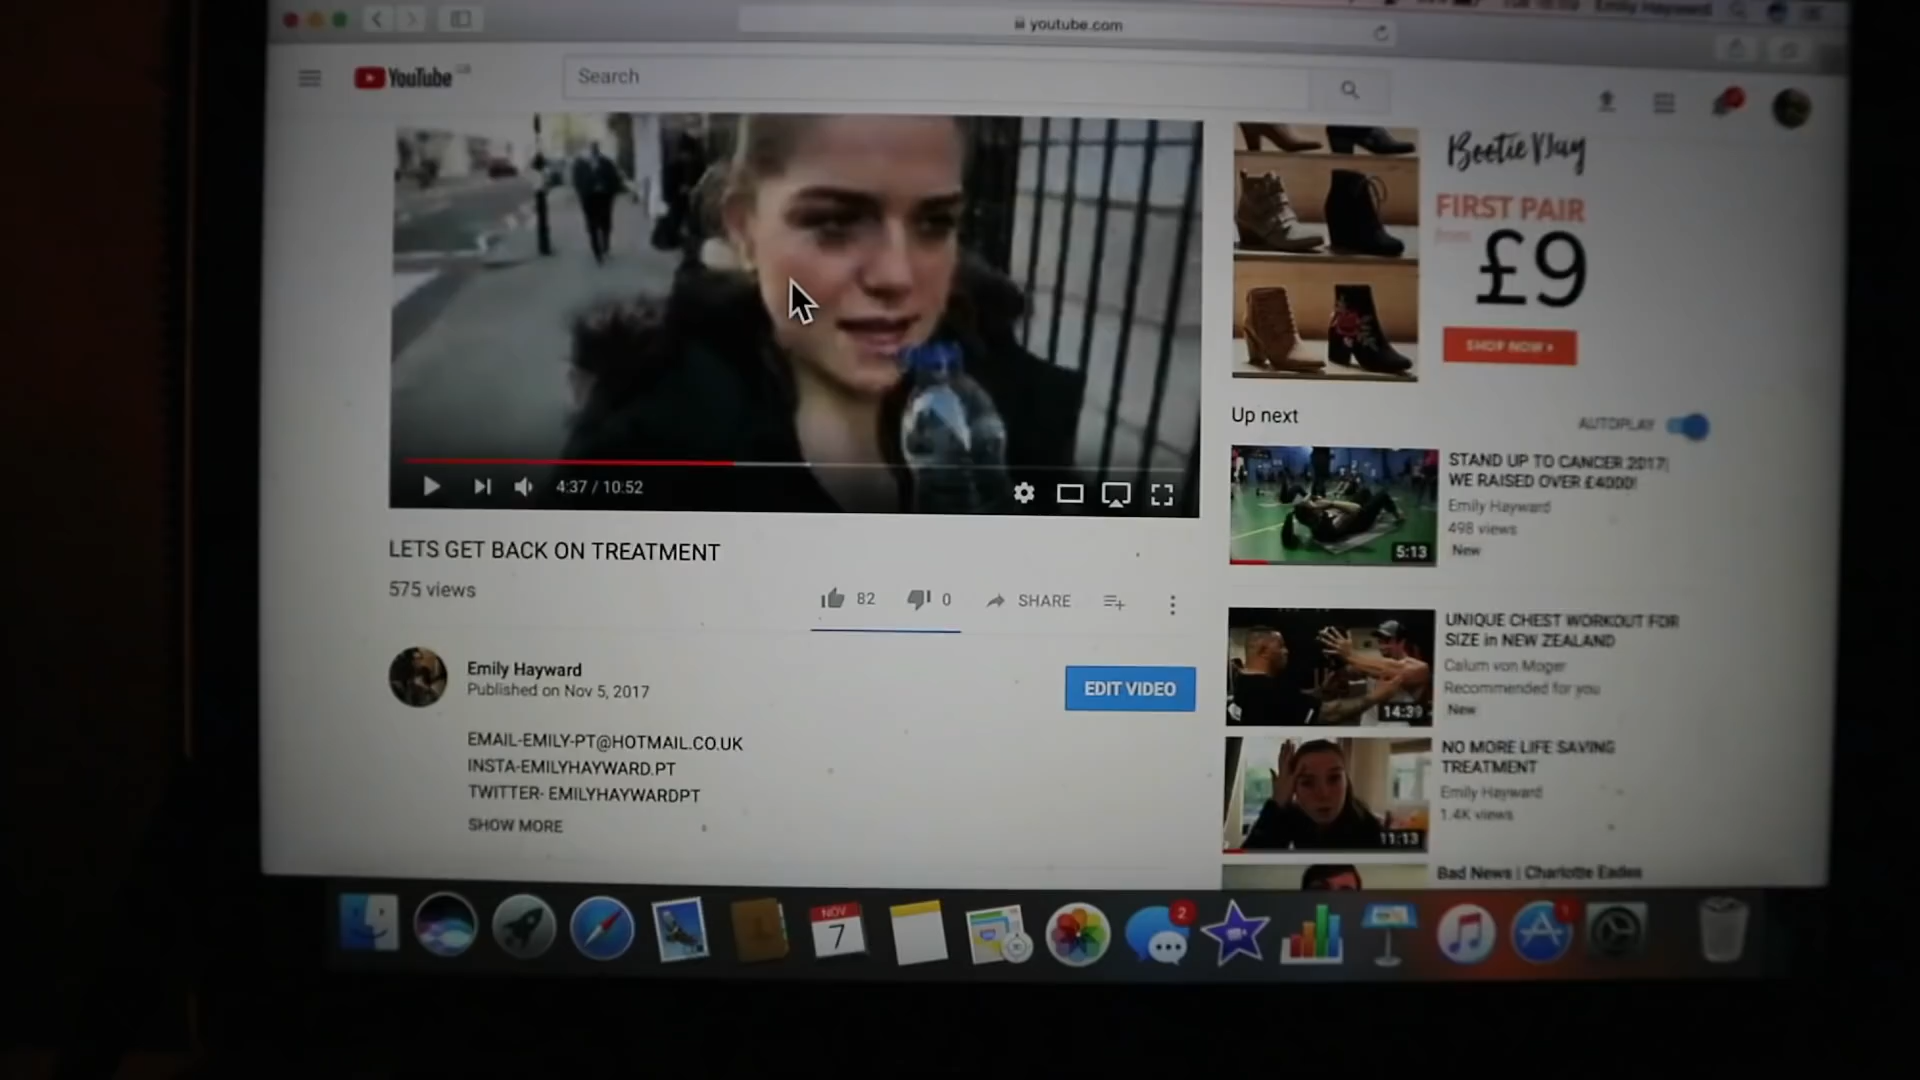 youtube.com
Emily Hayward
YouTube GB
Search
Bootie Day
FIRST PAIR
from
£9
SHOP NOW
4:37 / 10:52
Up next
AUTOPLAY
STAND UP TO CANCER 2017|
WE RAISED OVER £4000!
Emily Hayward
498 views
New
5:13
LETS GET BACK ON TREATMENT
575 views
82
0
SHARE
UNIQUE CHEST WORKOUT FOR
SIZE in NEW ZEALAND
Calum von Moger
Recommended for you
New
14:39
Emily Hayward
Published on Nov 5, 2017
EDIT VIDEO
EMAIL-EMILY-PT@HOTMAIL.CO.UK
INSTA-EMILYHAYWARD.PT
TWITTER- EMILYHAYWARDPT
SHOW MORE
NO MORE LIFE SAVING
TREATMENT
Emily Hayward
1.4K views
11:13
Bad News | Charlotte Eades
NOV
7
2
1